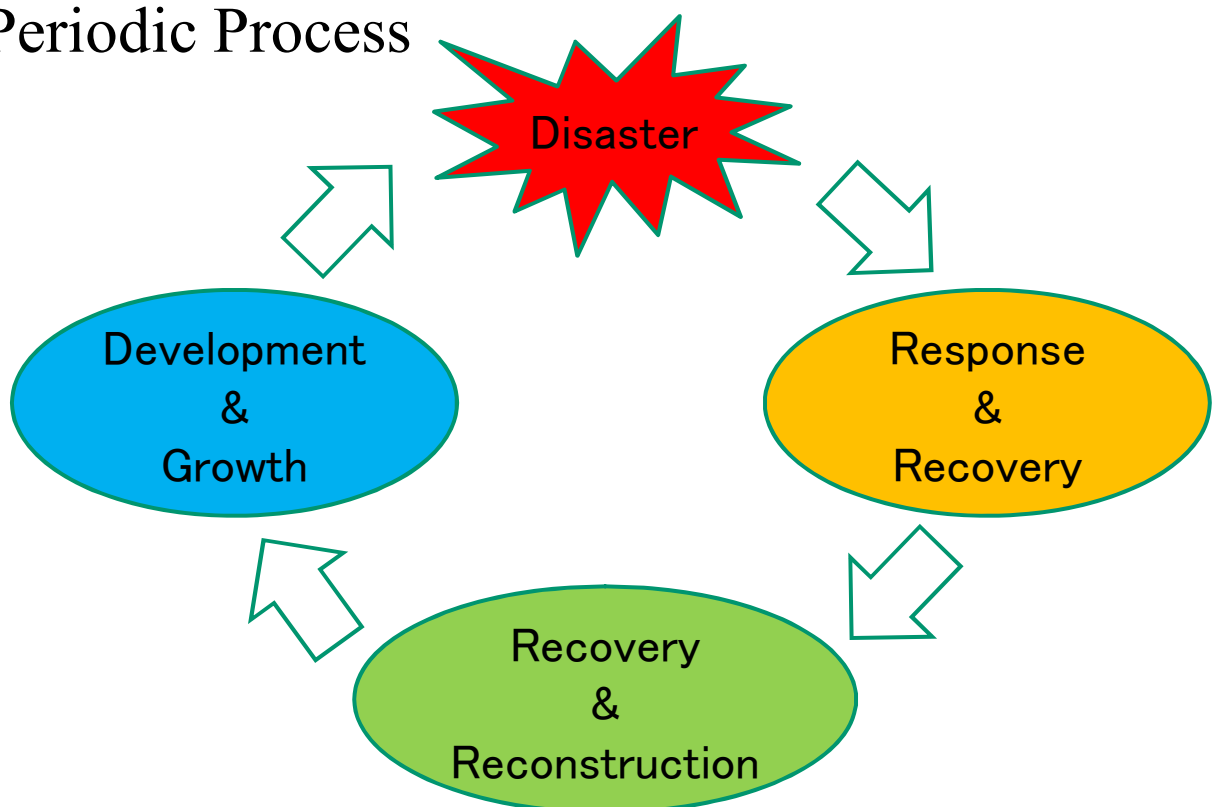 Periodic Process
Disaster
Development
&
Growth
Response
&
Recovery
Recovery
&
Reconstruction